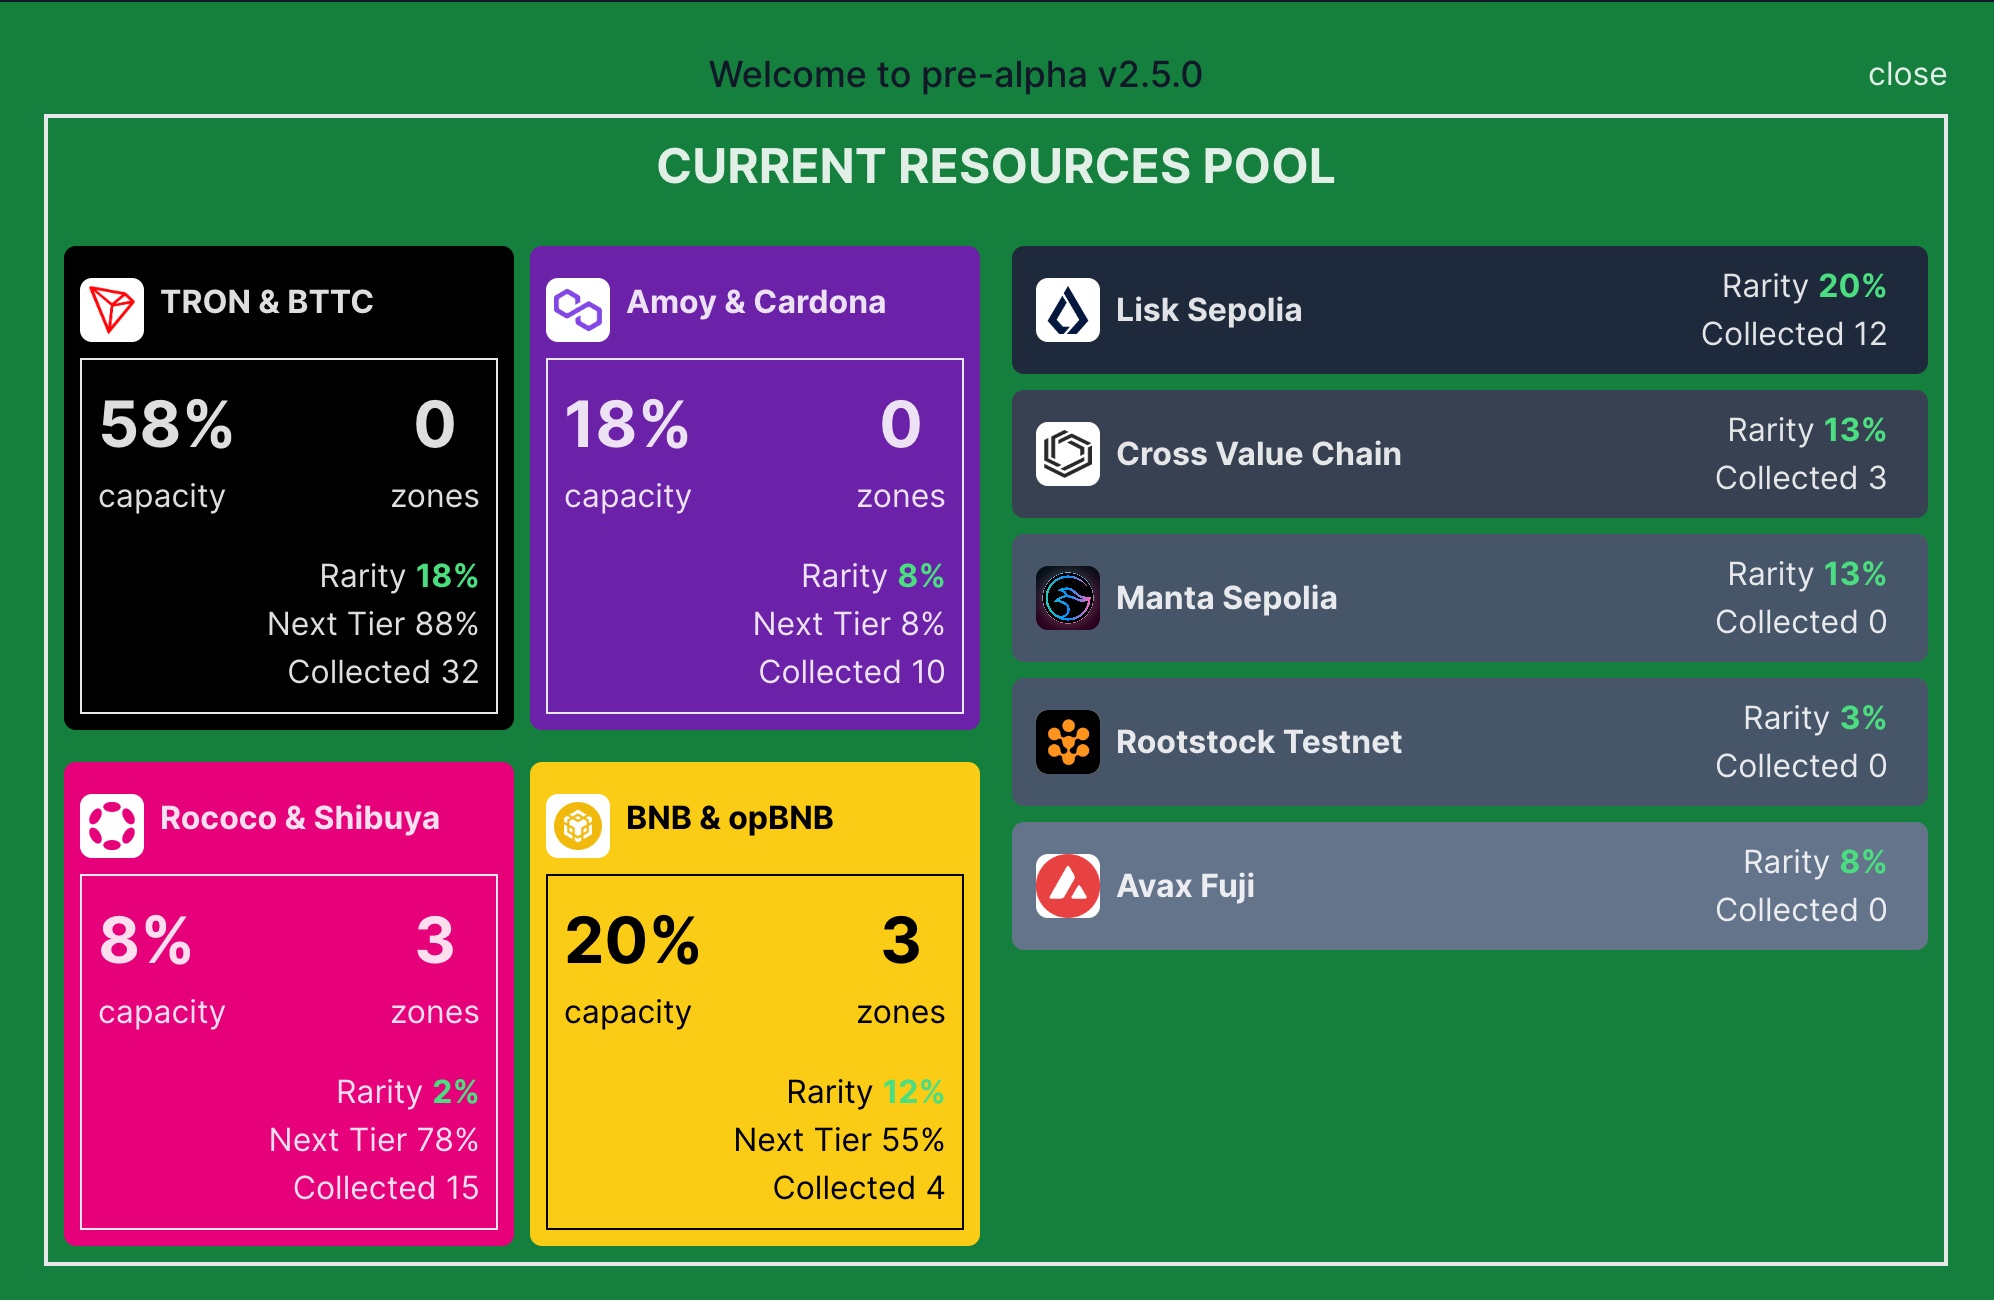 Welcome to pre-alpha v2.5.0
close
CURRENT RESOURCES POOL
TRON & BTTC
58%
0
capacity
zones
Rarity 18%
Next Tier 88%
Collected 32
Amoy & Cardona
18%
0
capacity
zones
Rarity 8%
Next Tier 8%
Collected 10
Rococo & Shibuya
8%
3
capacity
zones
Rarity 2%
Next Tier 78%
Collected 15
BNB & opBNB
20%
3
capacity
zones
Rarity 12%
Next Tier 55%
Collected 4
Lisk Sepolia
Rarity 20%
Collected 12
Cross Value Chain
Rarity 13%
Collected 3
Manta Sepolia
Rarity 13%
Collected 0
Rootstock Testnet
Rarity 3%
Collected 0
Avax Fuji
Rarity 8%
Collected 0